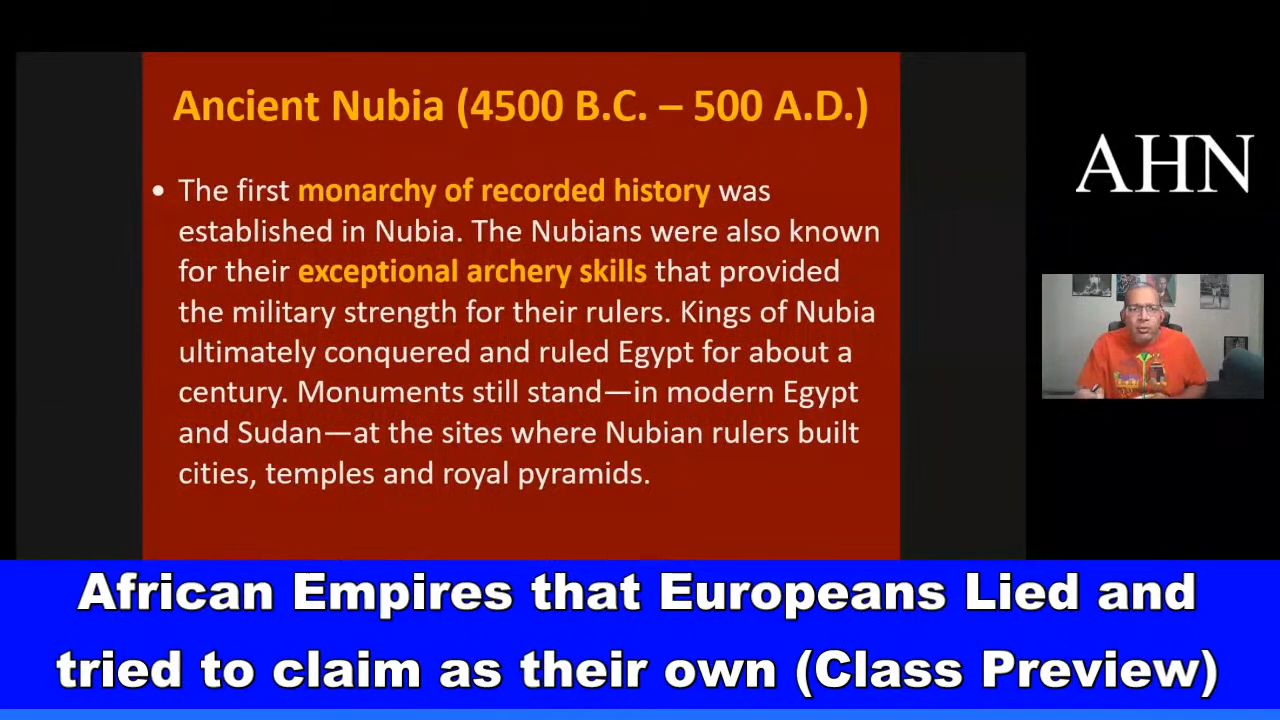 Ancient Nubia (4500 B.C. – 500 A.D.)
• The first monarchy of recorded history was
established in Nubia. The Nubians were also known
for their exceptional archery skills that provided
the military strength for their rulers. Kings of Nubia
ultimately conquered and ruled Egypt for about a
century. Monuments still stand—in modern Egypt
and Sudan—at the sites where Nubian rulers built
cities, temples and royal pyramids.
AHN
African Empires that Europeans Lied and
tried to claim as their own (Class Preview)